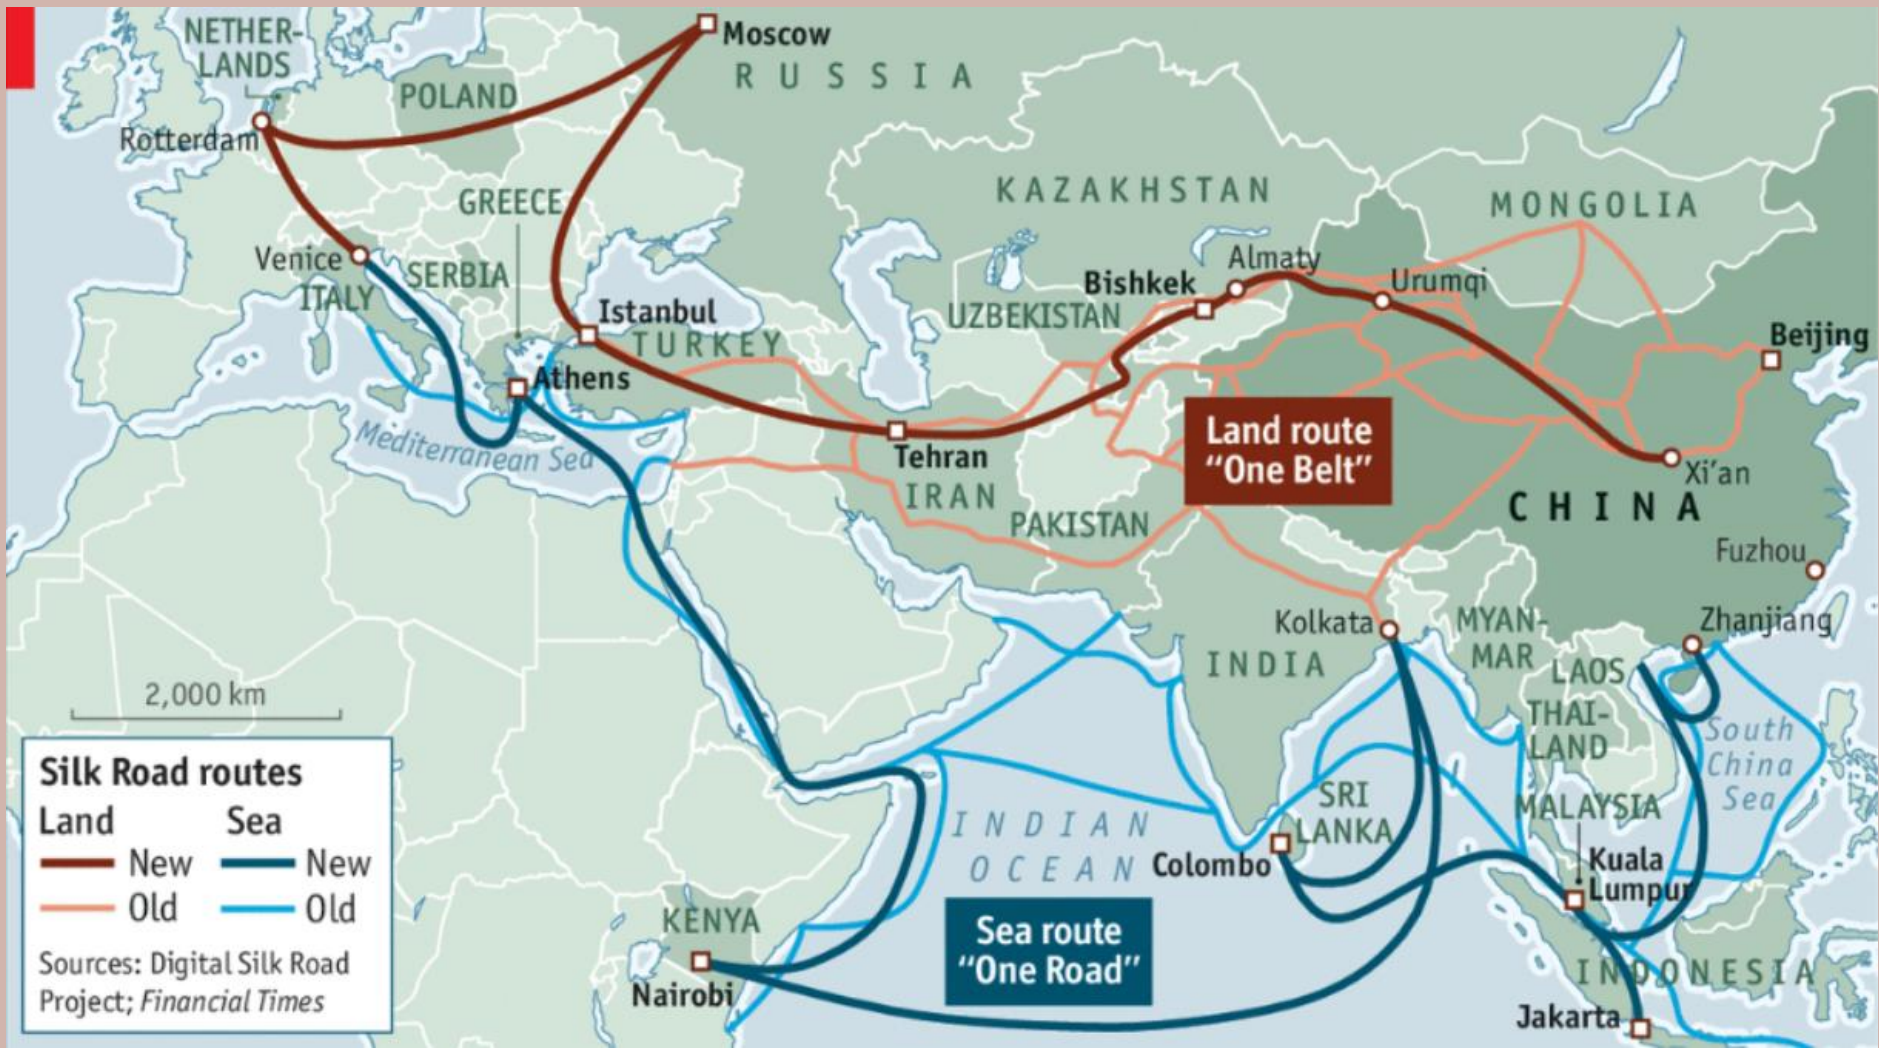 NETHER-
LANDS
Moscow
RUSSIA
POLAND
Rotterdam
GREECE
KAZAKHSTAN
MONGOLIA
Venice
ITALY
SERBIA
Almaty
Bishkek
Urumqi
Istanbul
TURKEY
UZBEKISTAN
Beijing
Athens
Mediterranean Sea
Land route
“One Belt”
Tehran
IRAN
Xi’an
CHINA
PAKISTAN
Fuzhou
Kolkata
MYAN-
MAR
Zhanjiang
INDIA
LAOS
THAI-
LAND
South
China
Sea
2,000 km
SRI
LANKA
MALAYSIA
INDIAN
OCEAN
Colombo
Kuala
Lumpur
KENYA
Nairobi
Sea route
“One Road”
INDONESIA
Jakarta
Silk Road routes
Land Sea
New New
Old Old
Sources: Digital Silk Road
Project; Financial Times